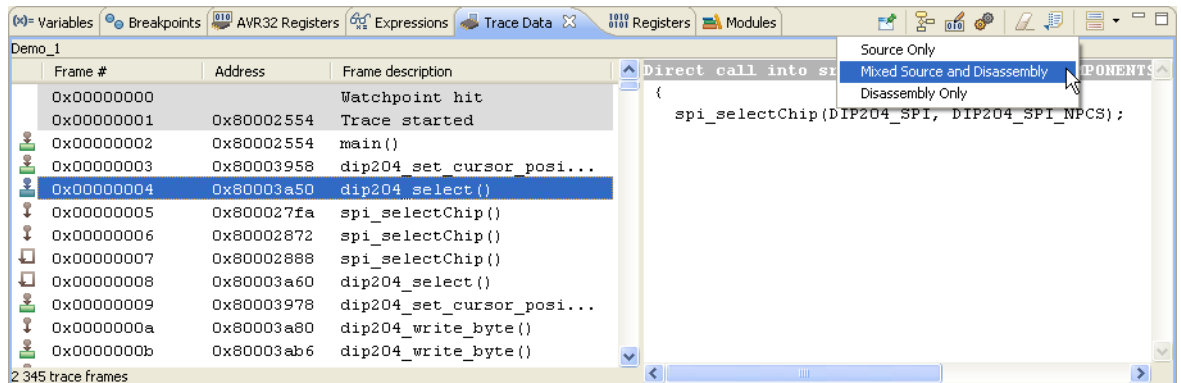 (x)= Variables Breakpoints 010 AVR32 Registers Expressions Trace Data 1010 0101 Registers Modules
Demo_1
Source Only
Frame # Address Frame description
Direct call into sr
Mixed Source and Disassembly
PONENTS
Disassembly Only
0x00000000 Watchpoint hit
{
0x00000001 0x80002554 Trace started
spi_selectChip(DIP204_SPI, DIP204_SPI_NPCS);
0x00000002 0x80002554 main()
0x00000003 0x80003958 dip204_set_cursor_posi...
0x00000004 0x80003a50 dip204_select()
0x00000005 0x800027fa spi_selectChip()
0x00000006 0x80002872 spi_selectChip()
0x00000007 0x80002888 spi_selectChip()
0x00000008 0x80003a60 dip204_select()
0x00000009 0x80003978 dip204_set_cursor_posi...
0x0000000a 0x80003a80 dip204_write_byte()
0x0000000b 0x80003ab6 dip204_write_byte()
2 345 trace frames